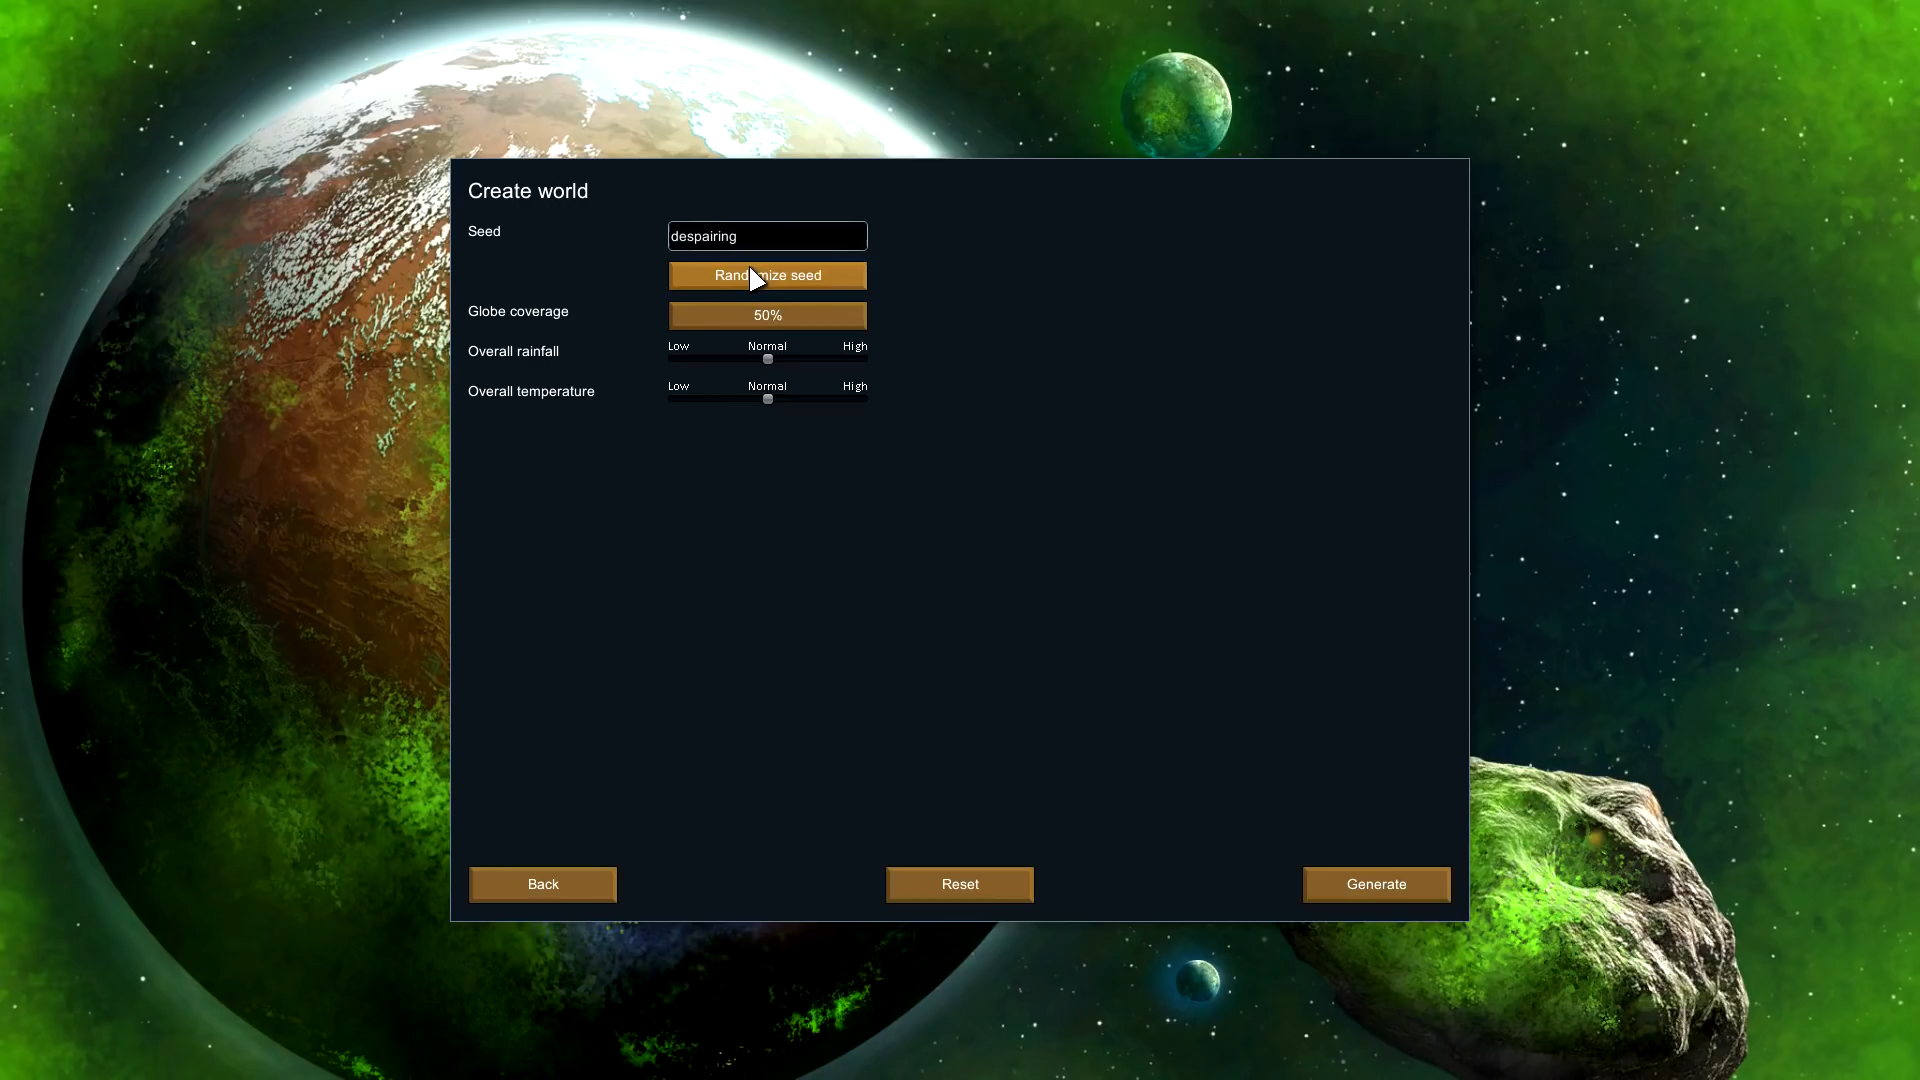 Create world
Seed
despairing
Randomize seed
Globe coverage
50%
Overall rainfall
Low Normal High
Overall temperature
Low Normal High
Back
Reset
Generate